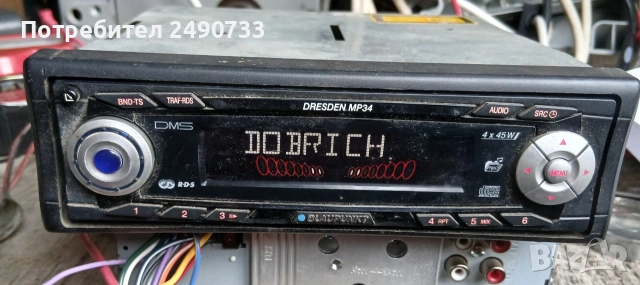 Потребител 2490733
DRESDEN MP34
BND•TS
TRAF•RDS
AUDIO
SRC
DMS
DOBRICH
4 x 45W
R•D•S
MENU
1
2
3
BLAUPUNKT
4 RPT
5 MIX
6
BAZAR